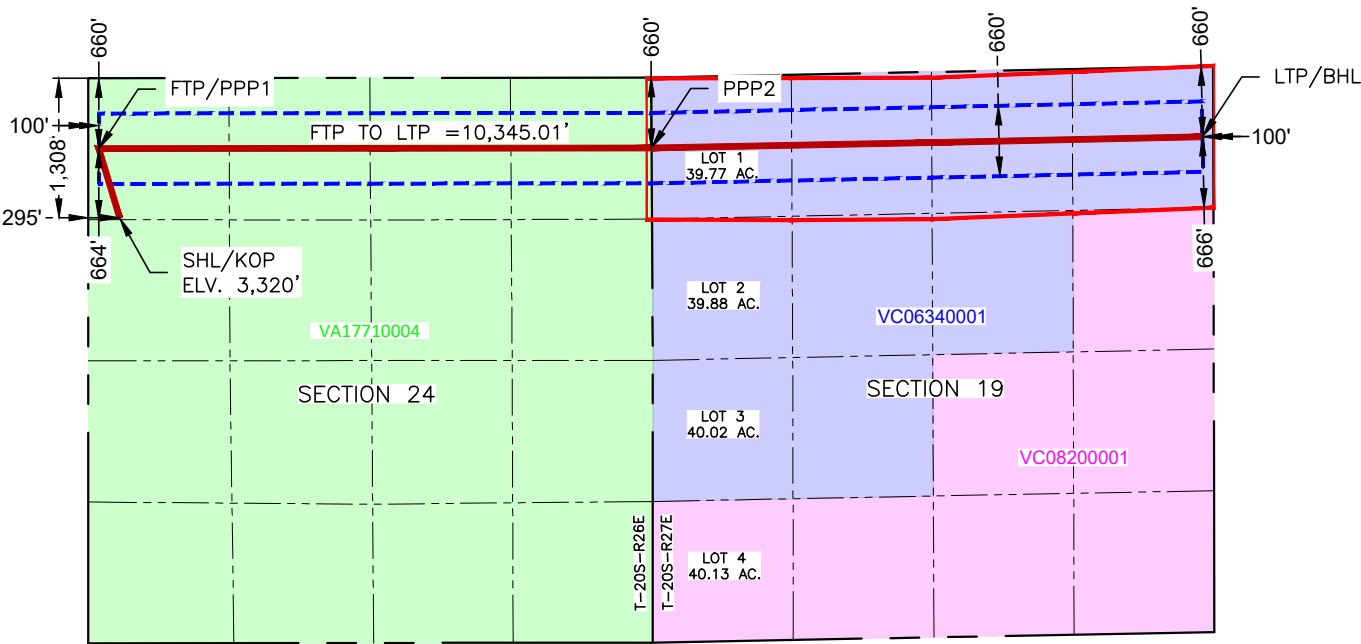 660'
660'
660'
660'
FTP/PPP1
PPP2
LTP/BHL
100'
FTP TO LTP =10,345.01'
100'
1,308'
LOT 1
39.77 AC.
295'
664'
666'
SHL/KOP
ELV. 3,320'
LOT 2
39.88 AC.
VA17710004
VC06340001
SECTION 24
SECTION 19
LOT 3
40.02 AC.
VC08200001
T-20S-R26E
T-20S-R27E
LOT 4
40.13 AC.